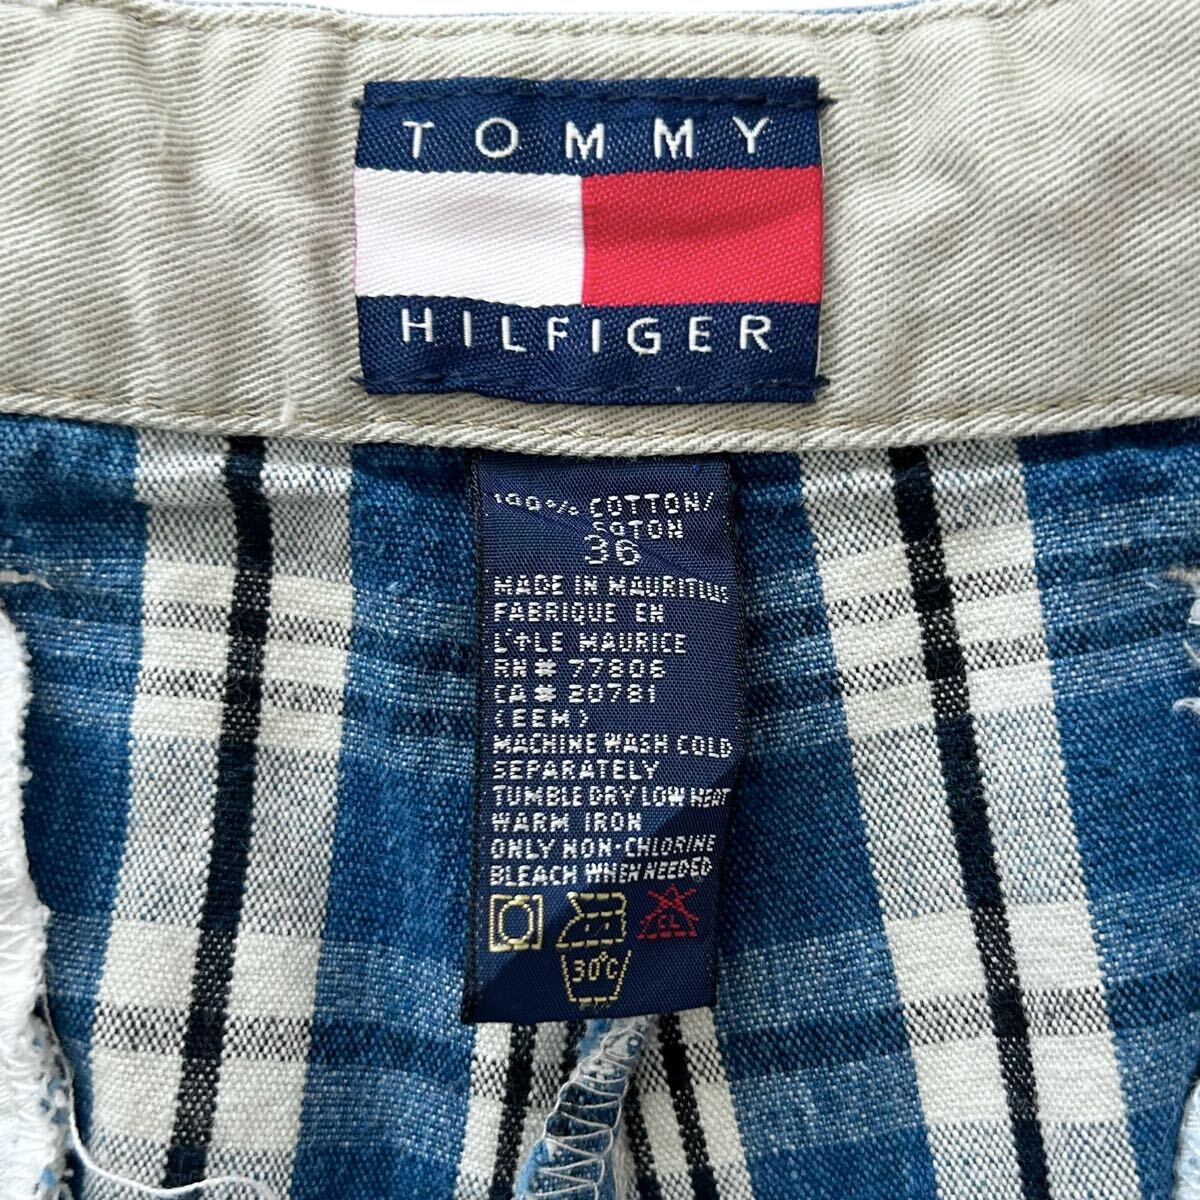 TOMMY
HILFIGER
100% COTTON/
COTON
36
MADE IN MAURITIUS
FABRIQUE EN
L'ILE MAURICE
RN# 77806
CA# 20781
(EEM)
MACHINE WASH COLD
SEPARATELY
TUMBLE DRY LOW HEAT
WARM IRON
ONLY NON-CHLORINE
BLEACH WHEN NEEDED
CL
30°C